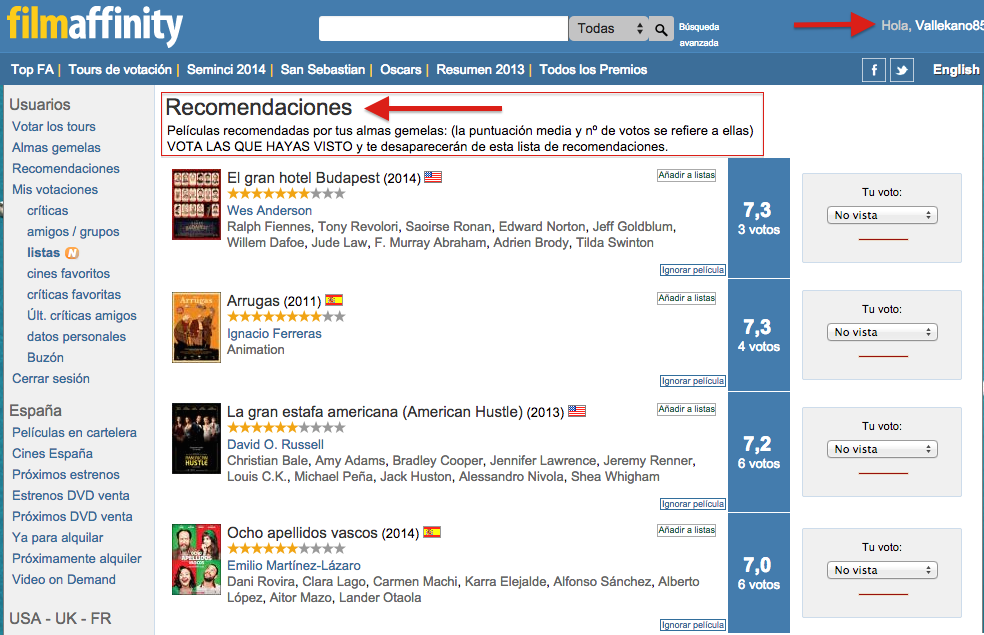 filmaffinity
Todas
Búsqueda
avanzada
Hola, Vallekano85
Top FA | Tours de votación | Seminci 2014 | San Sebastian | Oscars | Resumen 2013 | Todos los Premios
f
English
Usuarios
Votar los tours
Almas gemelas
Recomendaciones
Mis votaciones
críticas
amigos / grupos
listas N
cines favoritos
críticas favoritas
Últ. críticas amigos
datos personales
Buzón
Cerrar sesión
España
Películas en cartelera
Cines España
Próximos estrenos
Estrenos DVD venta
Próximos DVD venta
Ya para alquilar
Próximamente alquiler
Video on Demand
USA - UK - FR
Recomendaciones
Películas recomendadas por tus almas gemelas: (la puntuación media y nº de votos se refiere a ellas)
VOTA LAS QUE HAYAS VISTO y te desaparecerán de esta lista de recomendaciones.
El gran hotel Budapest (2014)
Añadir a listas
Wes Anderson
Ralph Fiennes, Tony Revolori, Saoirse Ronan, Edward Norton, Jeff Goldblum,
Willem Dafoe, Jude Law, F. Murray Abraham, Adrien Brody, Tilda Swinton
Ignorar película
7,3
3 votos
Tu voto:
No vista
Arrugas
Arrugas (2011)
Añadir a listas
Ignacio Ferreras
Animation
Ignorar película
7,3
4 votos
Tu voto:
No vista
AMERICAN
HUSTLE
La gran estafa americana (American Hustle) (2013)
Añadir a listas
David O. Russell
Christian Bale, Amy Adams, Bradley Cooper, Jennifer Lawrence, Jeremy Renner,
Louis C.K., Michael Peña, Jack Huston, Alessandro Nivola, Shea Whigham
Ignorar película
7,2
6 votos
Tu voto:
No vista
OCHO
APELLIDOS
VASCOS
Ocho apellidos vascos (2014)
Añadir a listas
Emilio Martínez-Lázaro
Dani Rovira, Clara Lago, Carmen Machi, Karra Elejalde, Alfonso Sánchez, Alberto
López, Aitor Mazo, Lander Otaola
Ignorar película
7,0
6 votos
Tu voto:
No vista